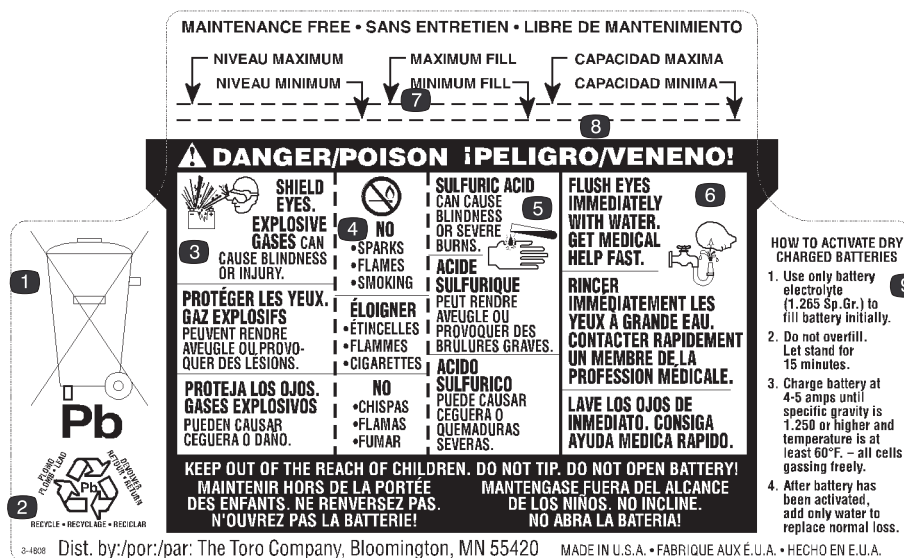 MAINTENANCE FREE • SANS ENTRETIEN • LIBRE DE MANTENIMIENTO
NIVEAU MAXIMUM
MAXIMUM FILL
CAPACIDAD MAXIMA
NIVEAU MINIMUM
MINIMUM FILL
CAPACIDAD MINIMA
7
8
DANGER/POISON ¡PELIGRO/VENENO!
SHIELD
EYES.
EXPLOSIVE
GASES CAN
CAUSE BLINDNESS
OR INJURY.
3
PROTÉGER LES YEUX.
GAZ EXPLOSIFS
PEUVENT RENDRE
AVEUGLE OU PROVO-
QUER DES LÉSIONS.
PROTEJA LOS OJOS.
GASES EXPLOSIVOS
PUEDEN CAUSAR
CEGUERA O DAÑO.
4
NO
•SPARKS
•FLAMES
•SMOKING
ÉLOIGNER
•ÉTINCELLES
•FLAMMES
•CIGARETTES
NO
•CHISPAS
•FLAMAS
•FUMAR
SULFURIC ACID
CAN CAUSE
BLINDNESS
OR SEVERE
BURNS.
5
ACIDE
SULFURIQUE
PEUT RENDRE
AVEUGLE OU
PROVOQUER DES
BRULURES GRAVES.
ACIDO
SULFURICO
PUEDE CAUSAR
CEGUERA O
QUEMADURAS
SEVERAS.
FLUSH EYES
IMMEDIATELY
WITH WATER.
GET MEDICAL
HELP FAST.
6
RINCER
IMMEDIATEMENT LES
YEUX À GRANDE EAU.
CONTACTER RAPIDEMENT
UN MEMBRE DE LA
PROFESSION MÉDICALE.
LAVE LOS OJOS DE
INMEDIATO. CONSIGA
AYUDA MEDICA RAPIDO.
KEEP OUT OF THE REACH OF CHILDREN. DO NOT TIP. DO NOT OPEN BATTERY!
MAINTENIR HORS DE LA PORTÉE
DES ENFANTS. NE RENVERSEZ PAS.
N'OUVREZ PAS LA BATTERIE!
MANTENGASE FUERA DEL ALCANCE
DE LOS NIÑOS. NO INCLINE.
NO ABRA LA BATERIA!
1
Pb
2
PLOMO
PLOMB • LEAD
DEVOLVER
RETOUR • RETURN
Pb
RECYCLE • RECYCLAGE • RECICLAR
HOW TO ACTIVATE DRY
CHARGED BATTERIES
9
1. Use only battery
electrolyte
(1.265 Sp.Gr.) to
fill battery initially.
2. Do not overfill.
Let stand for
15 minutes.
3. Charge battery at
4-5 amps until
specific gravity is
1.250 or higher and
temperature is at
least 60°F. – all cells
gassing freely.
4. After battery has
been activated,
add only water to
replace normal loss.
3-4808 Dist. by:/por:/par: The Toro Company, Bloomington, MN 55420 MADE IN U.S.A. • FABRIQUE AUX É.U.A. • HECHO EN E.U.A.